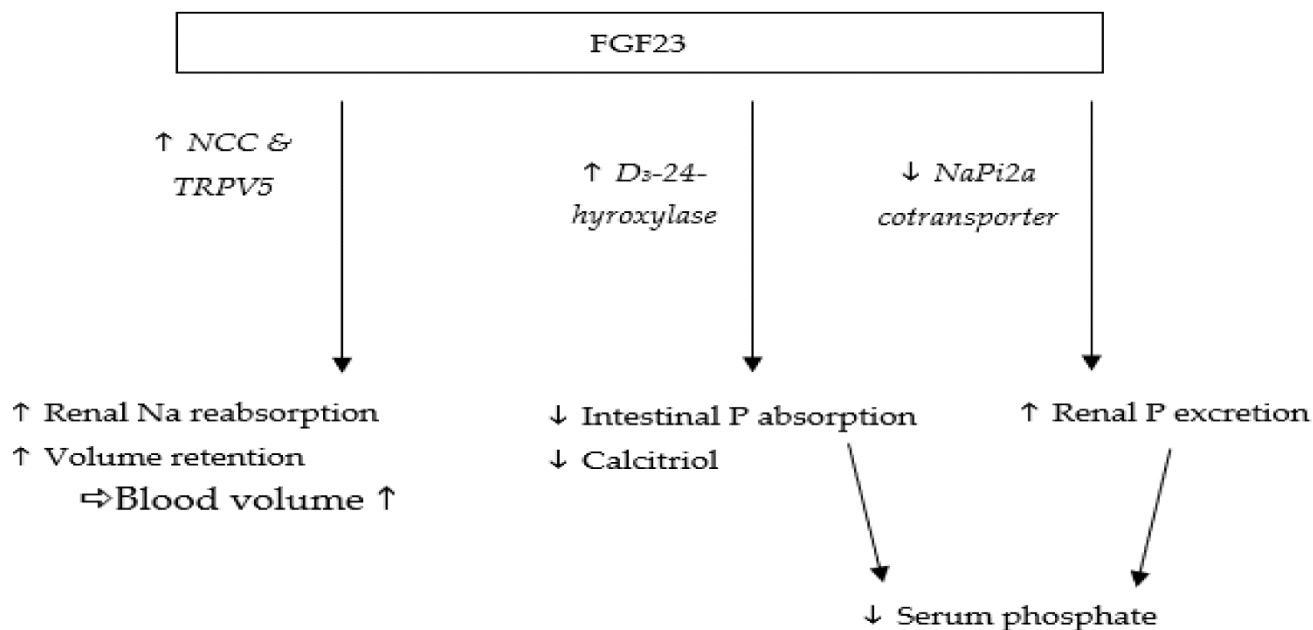 FGF23
↑ NCC &
TRPV5
↑ D₃-24-
hyroxylase
↓ NaPi2a
cotransporter
↑ Renal Na reabsorption
↑ Volume retention
⇨Blood volume ↑
↓ Intestinal P absorption
↓ Calcitriol
↑ Renal P excretion
↓ Serum phosphate